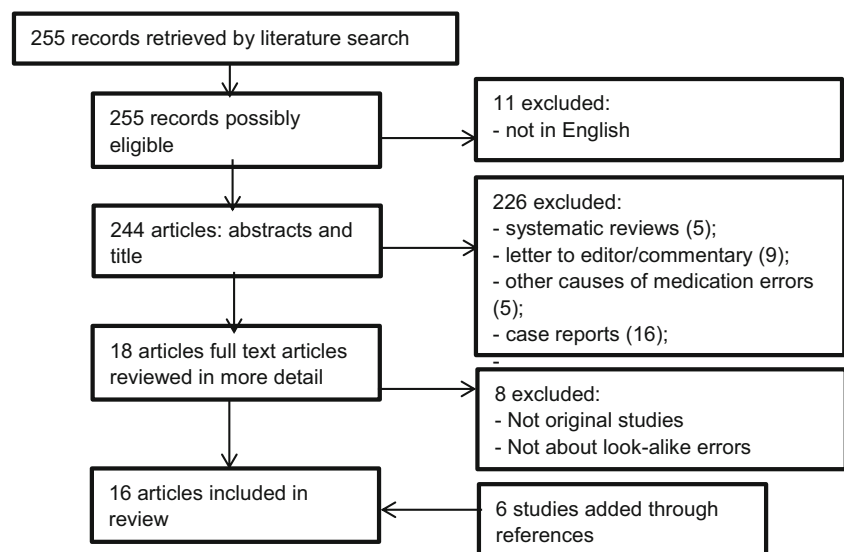 255 records retrieved by literature search
255 records possibly
eligible
11 excluded:
- not in English
244 articles: abstracts and
title
226 excluded:
- systematic reviews (5);
- letter to editor/commentary (9);
- other causes of medication errors
(5);
- case reports (16);
-
18 articles full text articles
reviewed in more detail
8 excluded:
- Not original studies
- Not about look-alike errors
16 articles included in
review
6 studies added through
references